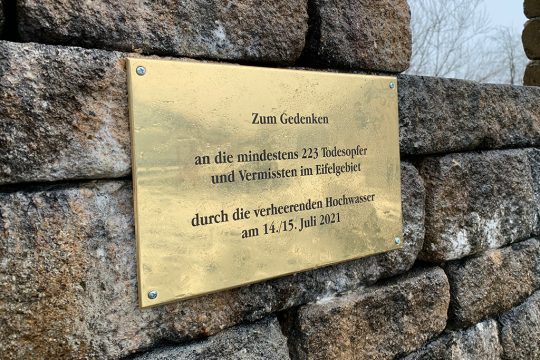 Zum Gedenken
an die mindestens 223 Todesopfer
und Vermissten im Eifelgebiet
durch die verheerenden Hochwasser
am 14./15. Juli 2021